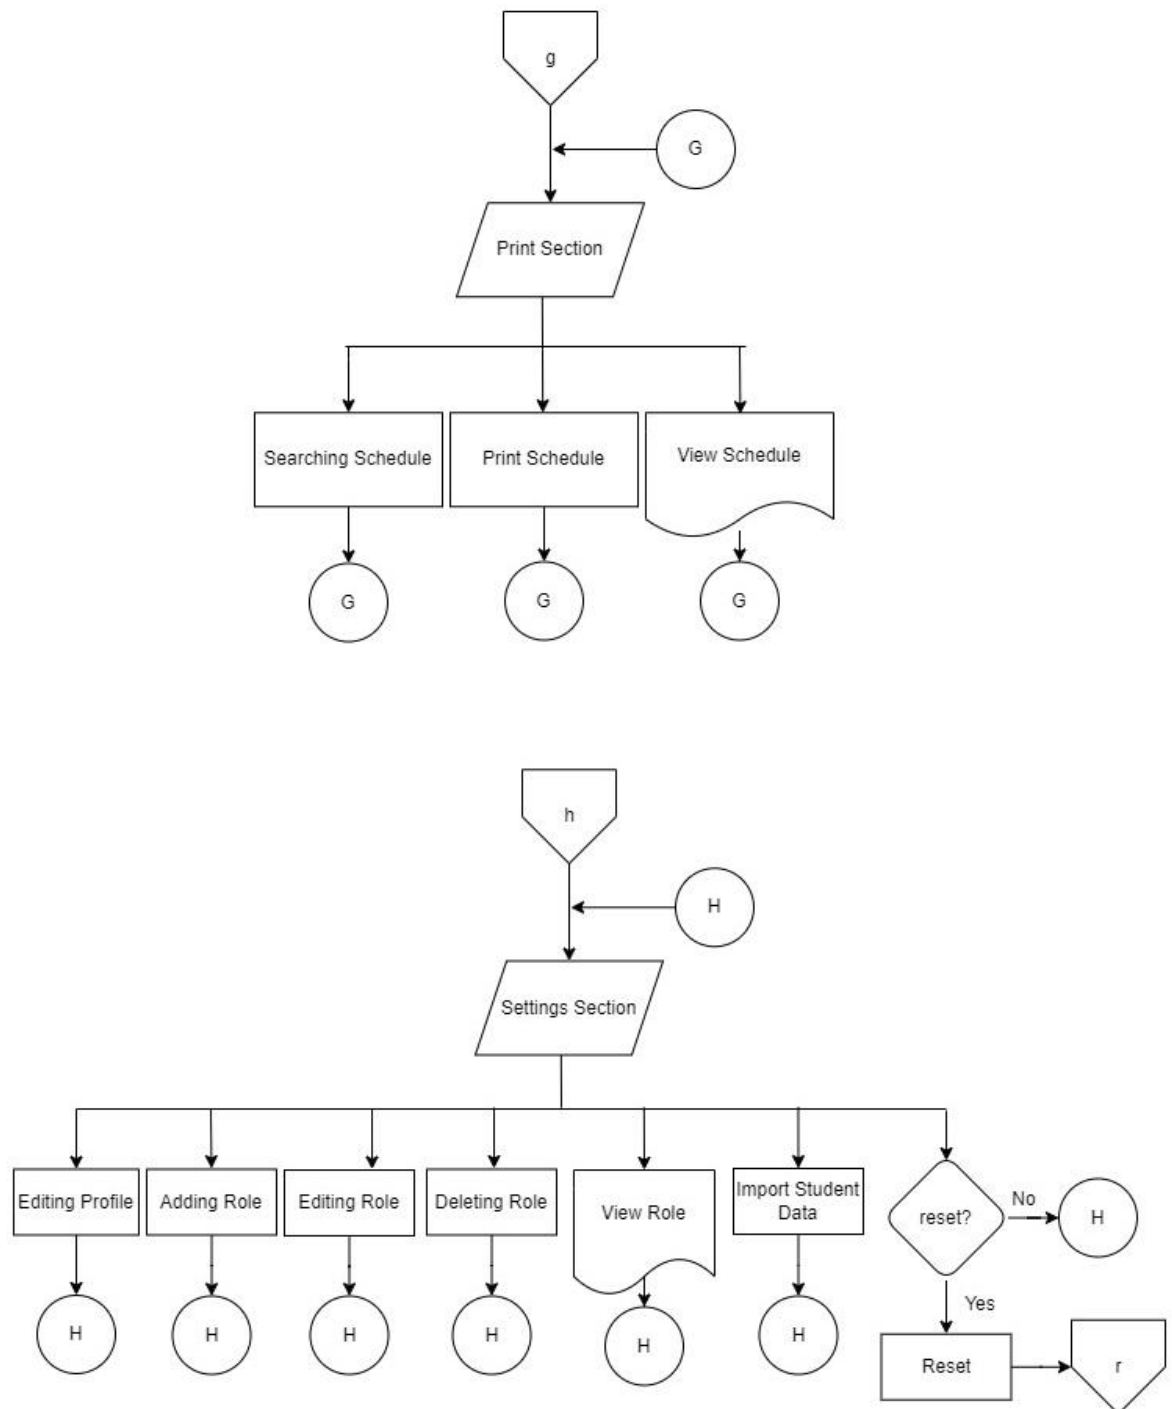 g
G
Print Section
Searching Schedule
Print Schedule
View Schedule
G
G
G
h
H
Settings Section
Editing Profile
Adding Role
Editing Role
Deleting Role
View Role
Import Student
Data
reset?
No
H
Yes
H
H
H
H
H
H
Reset
r